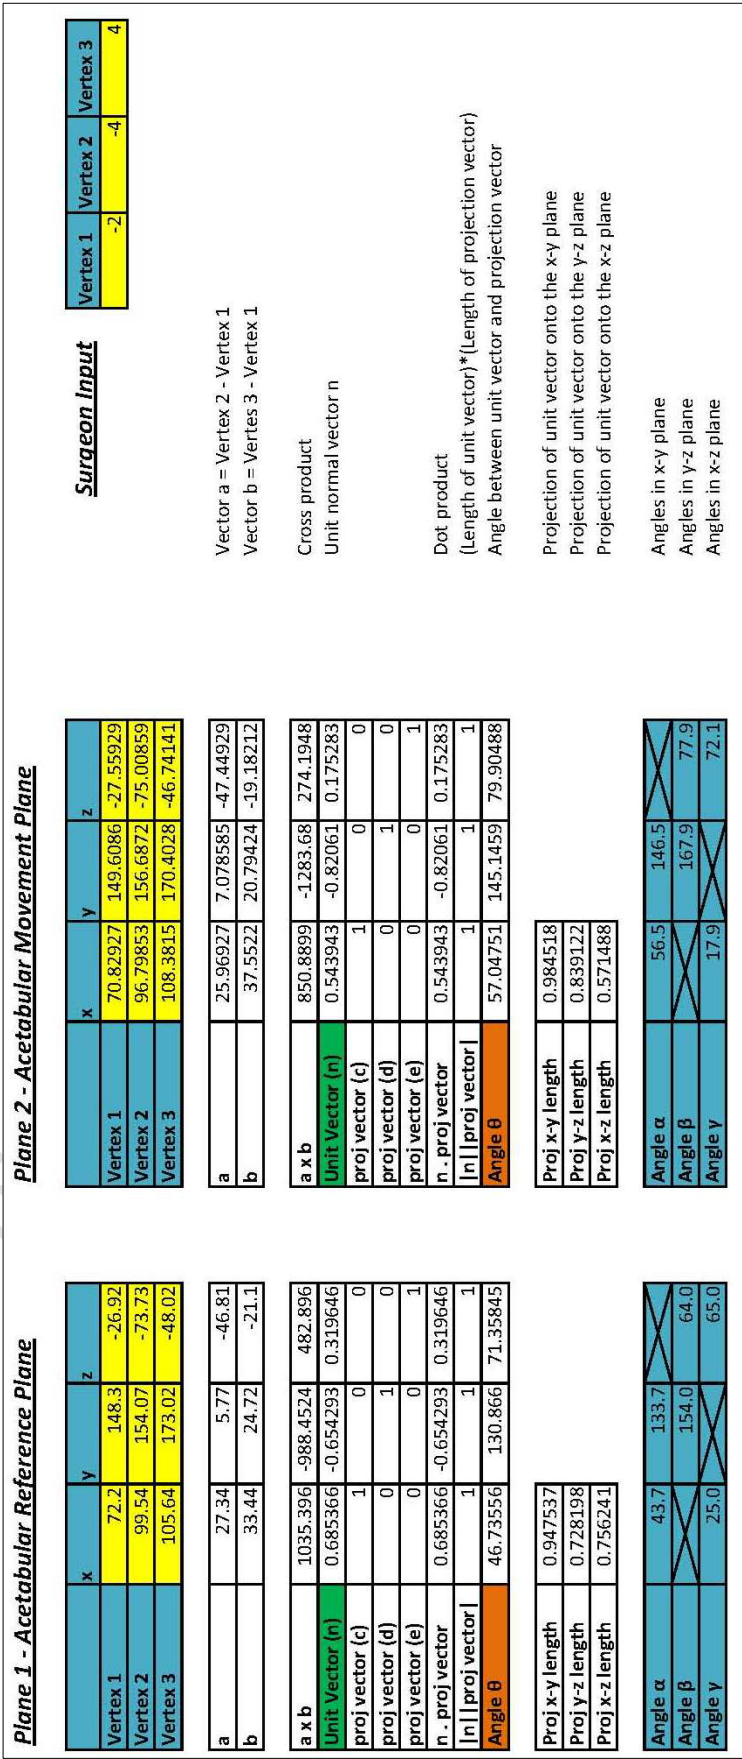 Plane 1 - Acetabular Reference Plane
x y z
Vertex 1 72.2 148.3 -26.92
Vertex 2 99.54 154.07 -73.73
Vertex 3 105.64 173.02 -48.02
a 27.34 5.77 -46.81
b 33.44 24.72 -21.1
a x b 1035.396 -988.4524 482.896
Unit Vector (n) 0.685366 -0.654293 0.319646
proj vector (c) 1 0 0
proj vector (d) 0 1 0
proj vector (e) 0 0 1
n . proj vector 0.685366 -0.654293 0.319646
|n||proj vector| 1 1 1
Angle θ 46.73556 130.866 71.35845
Proj x-y length 0.947537
Proj y-z length 0.728198
Proj x-z length 0.756241
Angle α 43.7 133.7
Angle β 154.0 64.0
Angle γ 25.0 65.0
Plane 2 - Acetabular Movement Plane
x y z
Vertex 1 70.82927 149.6086 -27.55929
Vertex 2 96.79853 156.6872 -75.00859
Vertex 3 108.3815 170.4028 -46.74141
a 25.96927 7.078585 -47.44929
b 37.5522 20.79424 -19.18212
a x b 850.8899 -1283.68 274.1948
Unit Vector (n) 0.543943 -0.82061 0.175283
proj vector (c) 1 0 0
proj vector (d) 0 1 0
proj vector (e) 0 0 1
n . proj vector 0.543943 -0.82061 0.175283
|n||proj vector| 1 1 1
Angle θ 57.04751 145.1459 79.90488
Proj x-y length 0.984518
Proj y-z length 0.839122
Proj x-z length 0.571488
Angle α 56.5 146.5
Angle β 167.9 77.9
Angle γ 17.9 72.1
Surgeon Input
Vertex 1 Vertex 2 Vertex 3
-2 -4 4
Vector a = Vertex 2 - Vertex 1
Vector b = Vertes 3 - Vertex 1
Cross product
Unit normal vector n
Dot product
(Length of unit vector)*(Length of projection vector)
Angle between unit vector and projection vector
Projection of unit vector onto the x-y plane
Projection of unit vector onto the y-z plane
Projection of unit vector onto the x-z plane
Angles in x-y plane
Angles in y-z plane
Angles in x-z plane